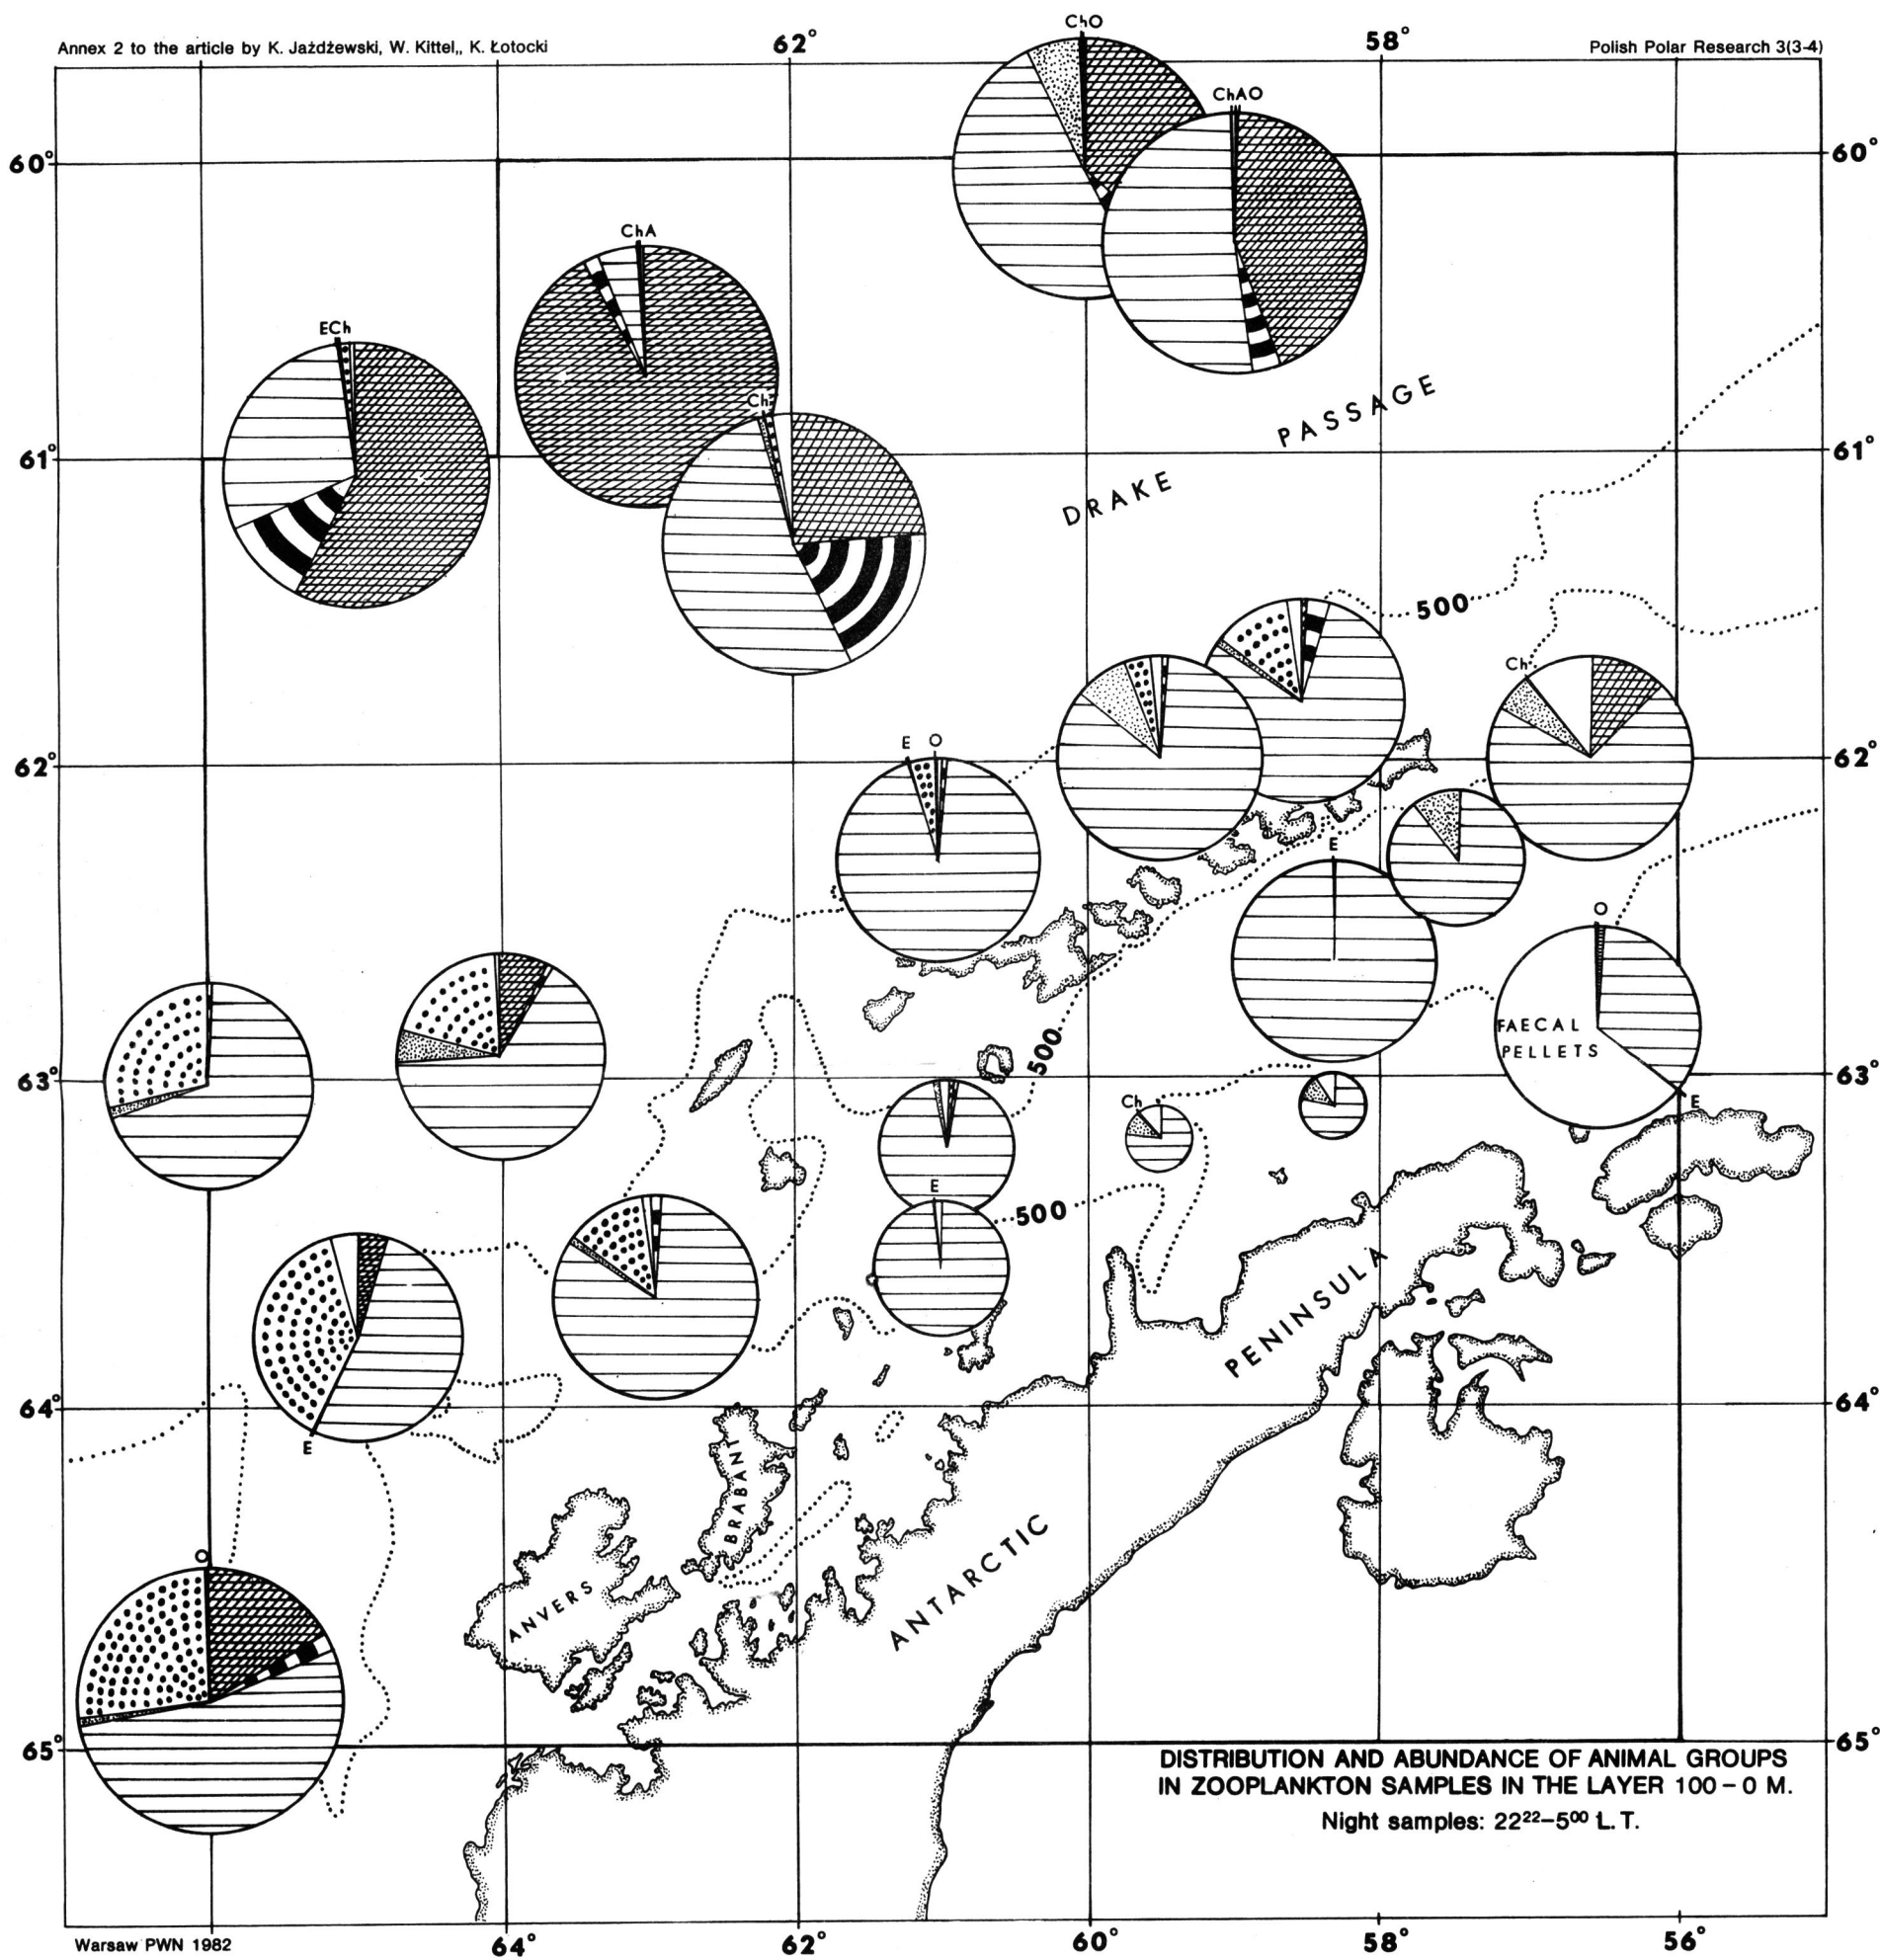 ChO
Annex 2 to the article by K. Jażdżewski, W. Kittel,, K. Łotocki
62°
58°
Polish Polar Research 3(3-4)
ChAO
60°
60°
ChA
ECh
PASSAGE
Ch
61°
61°
DRAKE
500
Ch
E O
62°
62°
E
O
FAECAL
PELLETS
500
63°
63°
Ch
E
E
500
PENINSULA
64°
64°
E
BRABANT
O
ANVERS
ANTARCTIC
65°
65°
DISTRIBUTION AND ABUNDANCE OF ANIMAL GROUPS
IN ZOOPLANKTON SAMPLES IN THE LAYER 100 – 0 M.
Night samples: 22²²–5⁰⁰ L.T.
Warsaw PWN 1982
64°
62°
60°
58°
56°